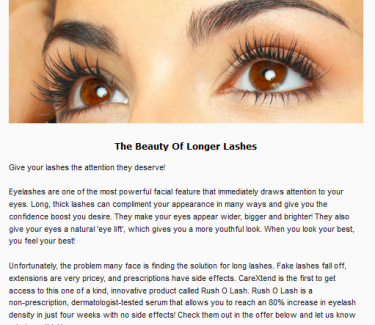 The Beauty Of Longer Lashes
Give your lashes the attention they deserve!
Eyelashes are one of the most powerful facial feature that immediately draws attention to your
eyes. Long, thick lashes can compliment your appearance in many ways and give you the
confidence boost you desire. They make your eyes appear wider, bigger and brighter! They also
give your eyes a natural 'eye lift', which gives you a more youthful look. When you look your best,
you feel your best!
Unfortunately, the problem many face is finding the solution for long lashes. Fake lashes fall off,
extensions are very pricey, and prescriptions have side effects. CareXtend is the first to get
access to this one of a kind, innovative product called Rush O Lash. Rush O Lash is a
non-prescription, dermatologist-tested serum that allows you to reach an 80% increase in eyelash
density in just four weeks with no side effects! Check them out in the offer below and let us know